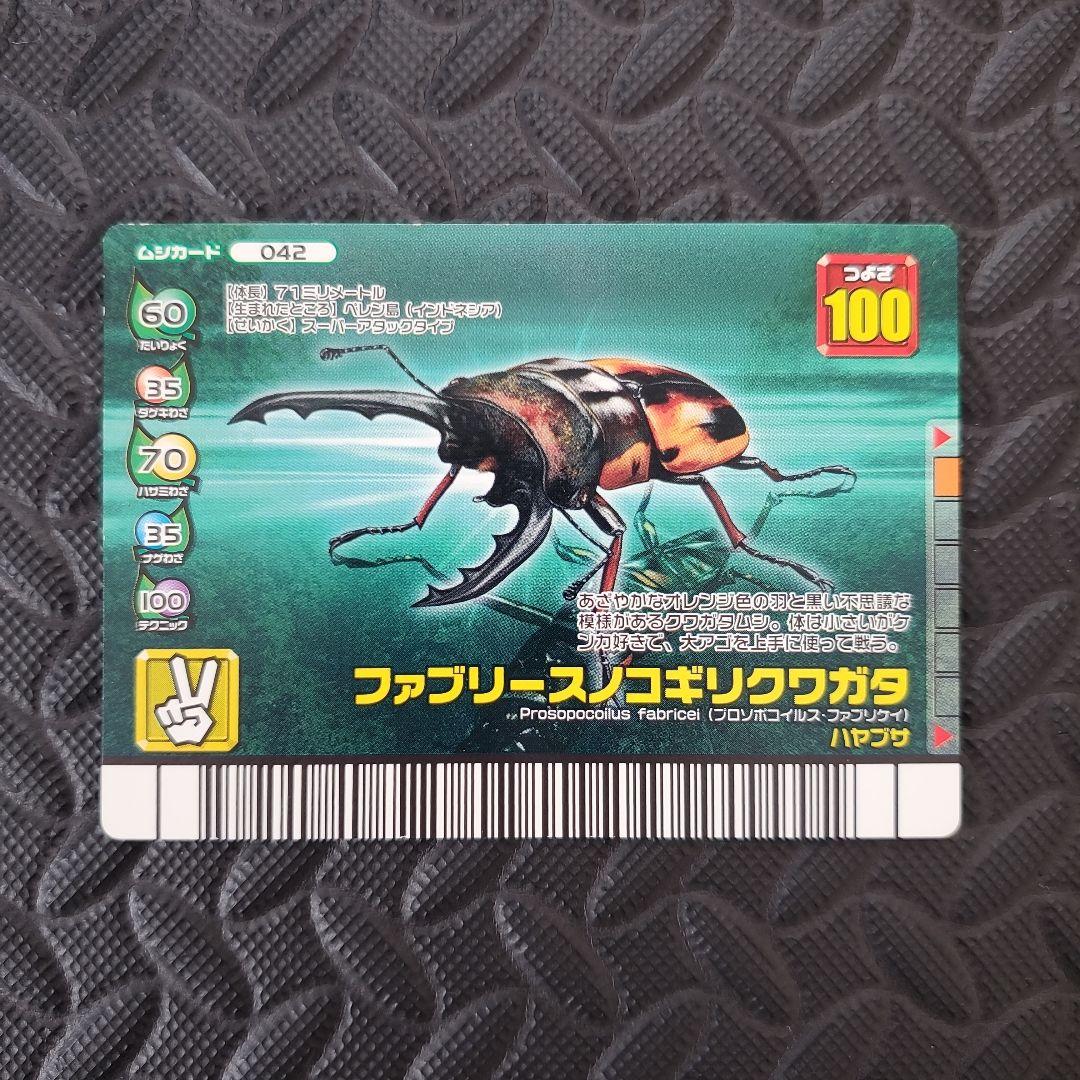 ムシカード 042
【体長】 71ミリメートル
【生まれたところ】 ペレン島 (インドネシア)
【せいかく】 スーパーアタックタイプ
つよさ
100
60
たいりょく
35
ダゲキわざ
70
ハサミわざ
35
ナゲわざ
100
テクニック
あざやかなオレンジ色の羽と黒い不思議な
模様があるクワガタムシ。体は小さいがケ
ンカ好きで、大アゴを上手に使って戦う。
ファブリースノコギリクワガタ
Prosopocoilus fabricei (プロソポコイルス・ファブリケイ)
ハヤブサ